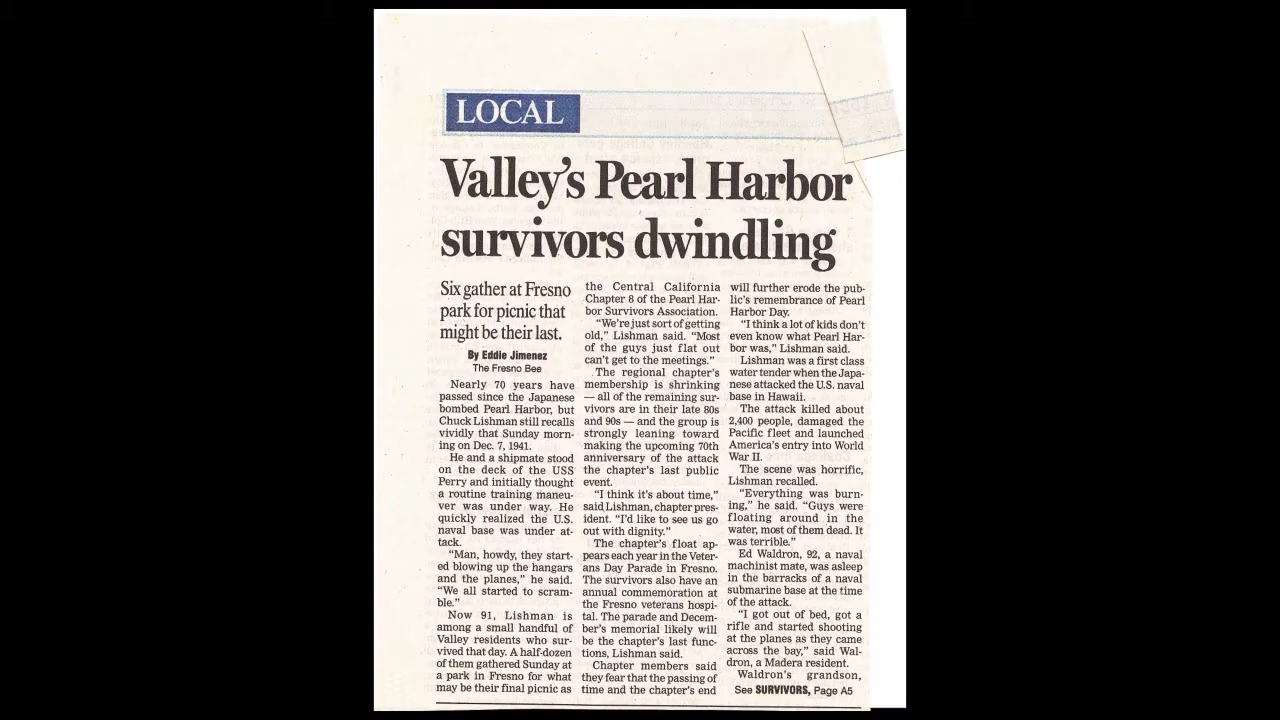 LOCAL
Valley's Pearl Harbor
survivors dwindling
Six gather at Fresno
park for picnic that
might be their last.
By Eddie Jimenez
The Fresno Bee
Nearly 70 years have
passed since the Japanese
bombed Pearl Harbor, but
Chuck Lishman still recalls
vividly that Sunday morn-
ing on Dec. 7, 1941.
He and a shipmate stood
on the deck of the USS
Perry and initially thought
a routine training maneu-
ver was under way. He
quickly realized the U.S.
naval base was under at-
tack.
"Man, howdy, they start-
ed blowing up the hangars
and the planes," he said.
"We all started to scram-
ble."
Now 91, Lishman is
among a small handful of
Valley residents who sur-
vived that day. A half-dozen
of them gathered Sunday at
a park in Fresno for what
may be their final picnic as
the Central California
Chapter 8 of the Pearl Har-
bor Survivors Association.
"We're just sort of getting
old," Lishman said. "Most
of the guys just flat out
can't get to the meetings."
The regional chapter's
membership is shrinking
— all of the remaining sur-
vivors are in their late 80s
and 90s — and the group is
strongly leaning toward
making the upcoming 70th
anniversary of the attack
the chapter's last public
event.
"I think it's about time,"
said Lishman, chapter pres-
ident. "I'd like to see us go
out with dignity."
The chapter's float ap-
pears each year in the Veter-
ans Day Parade in Fresno.
The survivors also have an
annual commemoration at
the Fresno veterans hospi-
tal. The parade and Decem-
ber's memorial likely will
be the chapter's last func-
tions, Lishman said.
Chapter members said
they fear that the passing of
time and the chapter's end
will further erode the pub-
lic's remembrance of Pearl
Harbor Day.
"I think a lot of kids don't
even know what Pearl Har-
bor was," Lishman said.
Lishman was a first class
water tender when the Japa-
nese attacked the U.S. naval
base in Hawaii.
The attack killed about
2,400 people, damaged the
Pacific fleet and launched
America's entry into World
War II.
The scene was horrific,
Lishman recalled.
"Everything was burn-
ing," he said. "Guys were
floating around in the
water, most of them dead. It
was terrible."
Ed Waldron, 92, a naval
machinist mate, was asleep
in the barracks of a naval
submarine base at the time
of the attack.
"I got out of bed, got a
rifle and started shooting
at the planes as they came
across the bay," said Wal-
dron, a Madera resident.
Waldron's grandson,
See SURVIVORS, Page A5